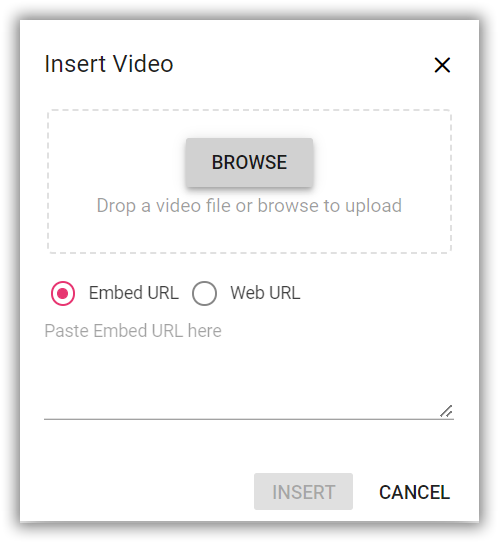 Insert Video
BROWSE
Drop a video file or browse to upload
Embed URL Web URL
Paste Embed URL here
INSERT CANCEL